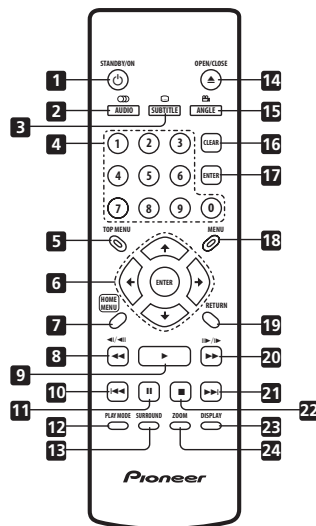 STANDBY/ON OPEN/CLOSE
1 14
2 AUDIO SUBTITLE ANGLE 15
3
4 1 2 3 CLEAR 16
4 5 6 ENTER 17
7 8 9 0
5 TOP MENU MENU 18
6 ENTER
HOME MENU RETURN
7 19
8 20
9
10 21
11 22
12 PLAY MODE SURROUND ZOOM DISPLAY 23
13 24
Pioneer